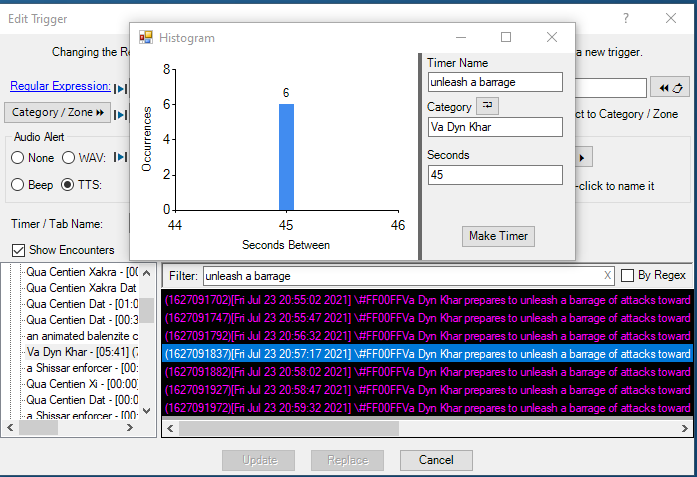 Edit Trigger
Histogram
Changing the R
a new trigger.
Regular Expression:
Category / Zone
ct to Category / Zone
Audio Alert
None
WAV:
Beep
TTS:
-click to name it
Timer / Tab Name:
Show Encounters
Occurrences
8
6
4
2
0
6
44
45
46
Seconds Between
Timer Name
unleash a barrage
Category
Va Dyn Khar
Seconds
45
Make Timer
Filter:
unleash a barrage
X
By Regex
Qua Centien Xakra - [00
Qua Centien Xakra Dat
Qua Centien Dat - [01:0
Qua Centien Dat - [00:3
an animated balenzite c
Va Dyn Khar - [05:41] (7
a Shissar enforcer - [00:
Qua Centien Xi - [00:00]
Qua Centien Dat - [00:0
a Shissar enforcer - [00:
(1627091702)[Fri Jul 23 20:55:02 2021] \#FF00FFVa Dyn Khar prepares to unleash a barrage of attacks toward
(1627091747)[Fri Jul 23 20:55:47 2021] \#FF00FFVa Dyn Khar prepares to unleash a barrage of attacks toward
(1627091792)[Fri Jul 23 20:56:32 2021] \#FF00FFVa Dyn Khar prepares to unleash a barrage of attacks toward
(1627091837)[Fri Jul 23 20:57:17 2021] \#FF00FFVa Dyn Khar prepares to unleash a barrage of attacks toward
(1627091882)[Fri Jul 23 20:58:02 2021] \#FF00FFVa Dyn Khar prepares to unleash a barrage of attacks toward
(1627091927)[Fri Jul 23 20:58:47 2021] \#FF00FFVa Dyn Khar prepares to unleash a barrage of attacks toward
(1627091972)[Fri Jul 23 20:59:32 2021] \#FF00FFVa Dyn Khar prepares to unleash a barrage of attacks toward
Update
Replace
Cancel